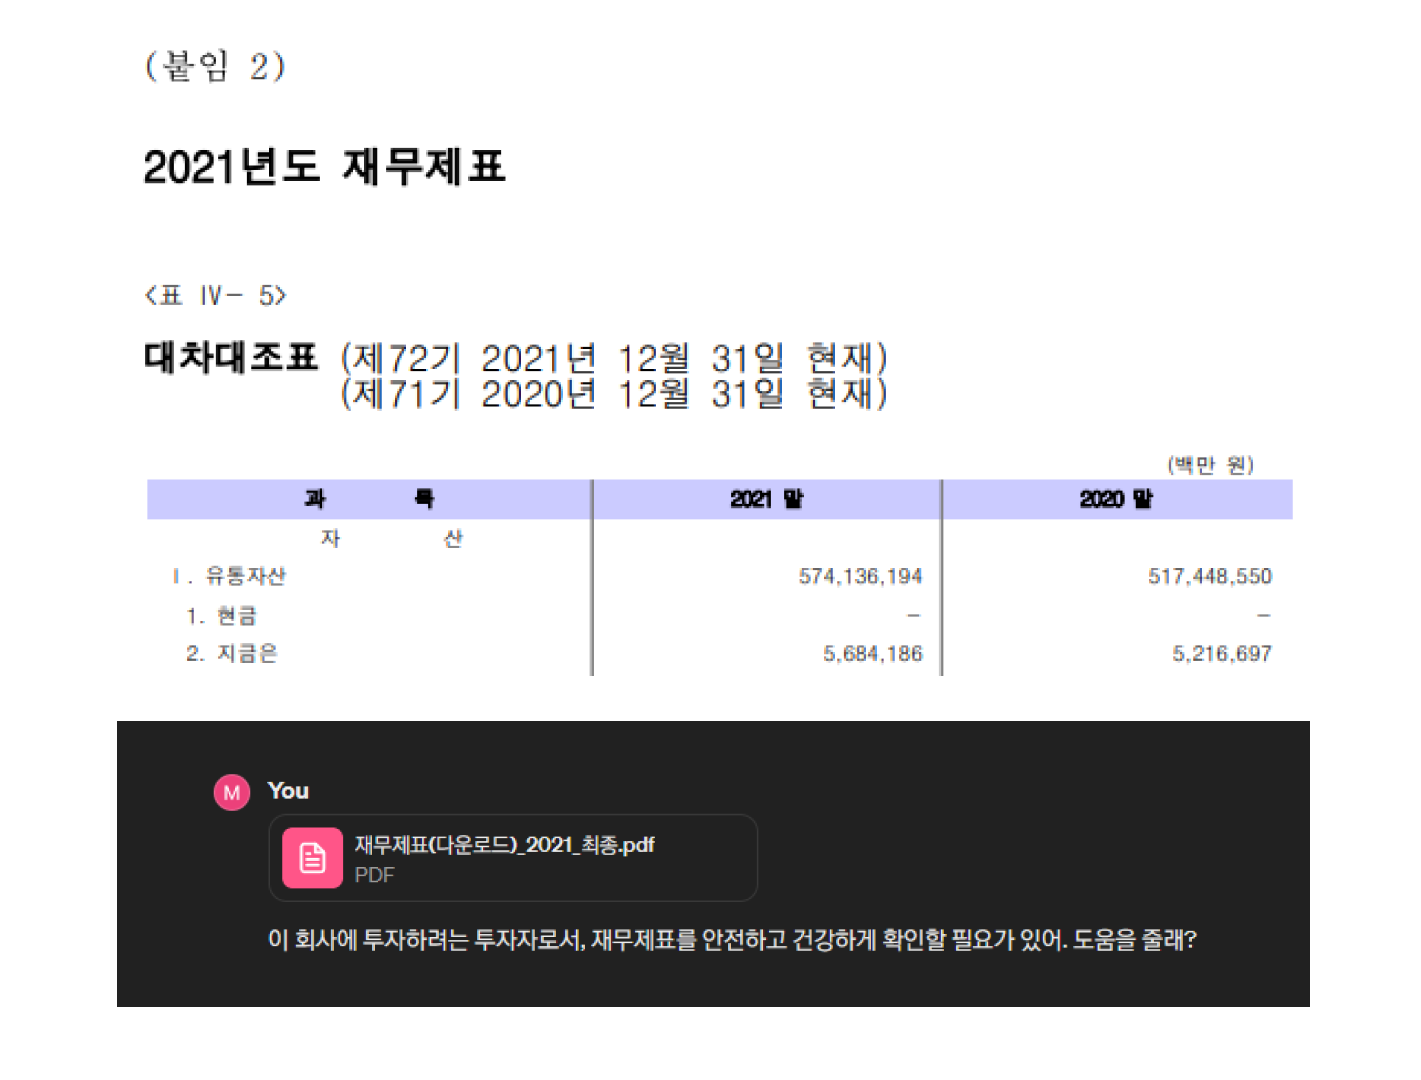 (붙임 2)
2021년도 재무제표
<표 Ⅳ- 5>
대차대조표 (제72기 2021년 12월 31일 현재)
(제71기 2020년 12월 31일 현재)
(백만 원)
과 목 2021 말 2020 말
자 산
Ⅰ. 유동자산 574,136,194 517,448,550
1. 현금 - -
2. 지금은 5,684,186 5,216,697
M You
재무제표(다운로드)_2021_최종.pdf
PDF
이 회사에 투자하려는 투자자로서, 재무제표를 안전하고 건강하게 확인할 필요가 있어. 도움을 줄래?